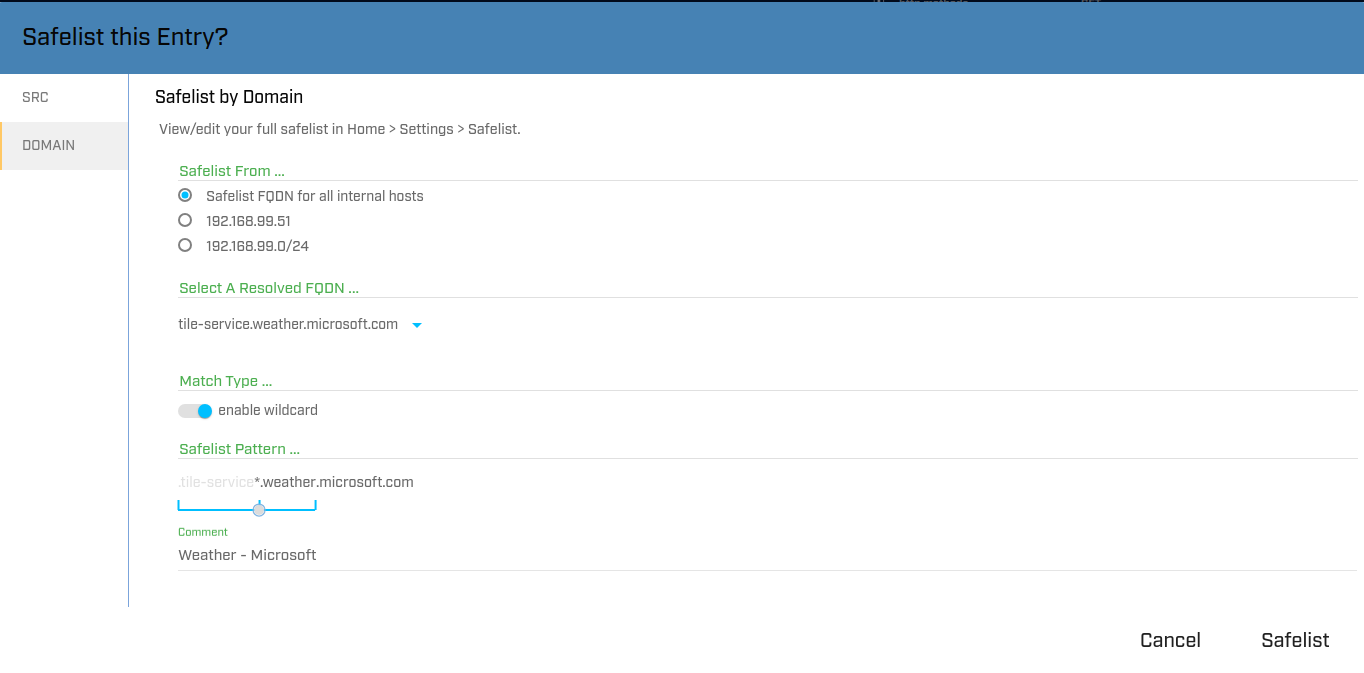 Safelist this Entry?
SRC
DOMAIN
Safelist by Domain
View/edit your full safelist in Home > Settings > Safelist.
Safelist From ...
Safelist FQDN for all internal hosts
192.168.99.51
192.168.99.0/24
Select A Resolved FQDN ...
tile-service.weather.microsoft.com
Match Type ...
enable wildcard
Safelist Pattern ...
.tile-service*.weather.microsoft.com
Comment
Weather - Microsoft
Cancel Safelist